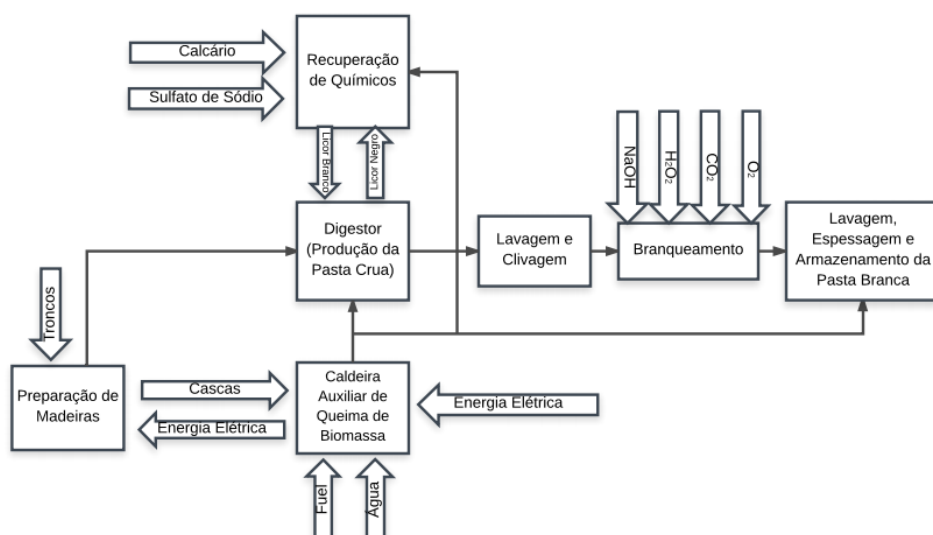 Calcário
Sulfato de Sódio
Recuperação
de Químicos
Licor Branco
Licor Negro
NaOH
H₂O₂
CO₂
O₂
Digestor
(Produção da
Pasta Crua)
Lavagem e
Clivagem
Branqueamento
Lavagem,
Espessagem e
Armazenamento da
Pasta Branca
Troncos
Preparação de
Madeiras
Cascas
Energia Elétrica
Caldeira
Auxiliar de
Queima de
Biomassa
Energia Elétrica
Fuel
Água